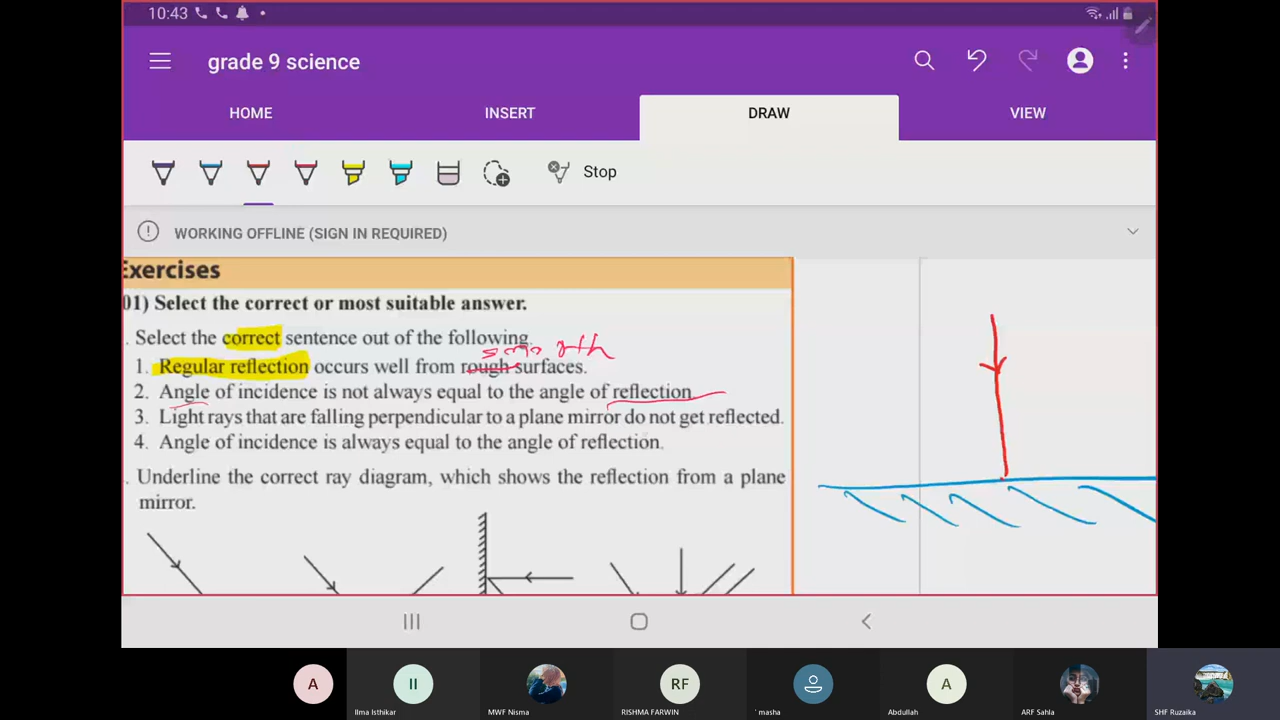 10:43
grade 9 science
HOME INSERT DRAW VIEW
Stop
WORKING OFFLINE (SIGN IN REQUIRED)
Exercises
01) Select the correct or most suitable answer.
. Select the correct sentence out of the following.
smooth
1. Regular reflection occurs well from rough surfaces.
2. Angle of incidence is not always equal to the angle of reflection
3. Light rays that are falling perpendicular to a plane mirror do not get reflected.
4. Angle of incidence is always equal to the angle of reflection.
. Underline the correct ray diagram, which shows the reflection from a plane
mirror.
A II RF A
Ilma Isthikar MWF Nisma RISHMA FARWIN ' masha Abdullah ARF Sahla SHF Ruzaika